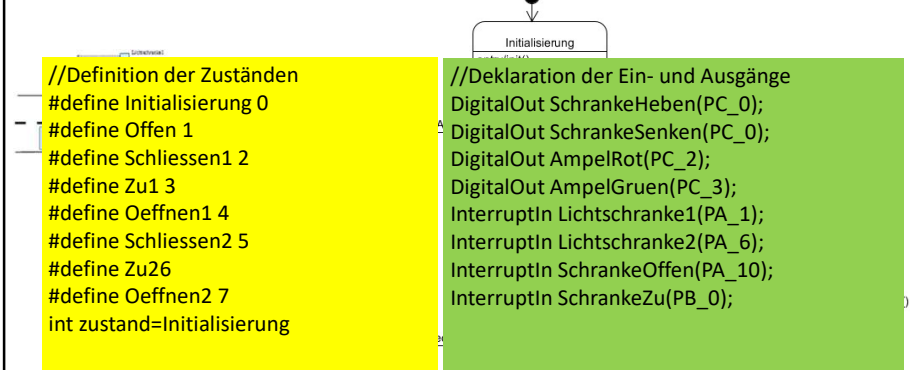 Initialisierung
//Definition der Zuständen
#define Initialisierung 0
#define Offen 1
#define Schliessen1 2
#define Zu1 3
#define Oeffnen1 4
#define Schliessen2 5
#define Zu26
#define Oeffnen2 7
int zustand=Initialisierung
//Deklaration der Ein- und Ausgänge
DigitalOut SchrankeHeben(PC_0);
DigitalOut SchrankeSenken(PC_0);
DigitalOut AmpelRot(PC_2);
DigitalOut AmpelGruen(PC_3);
InterruptIn Lichtschranke1(PA_1);
InterruptIn Lichtschranke2(PA_6);
InterruptIn SchrankeOffen(PA_10);
InterruptIn SchrankeZu(PB_0);